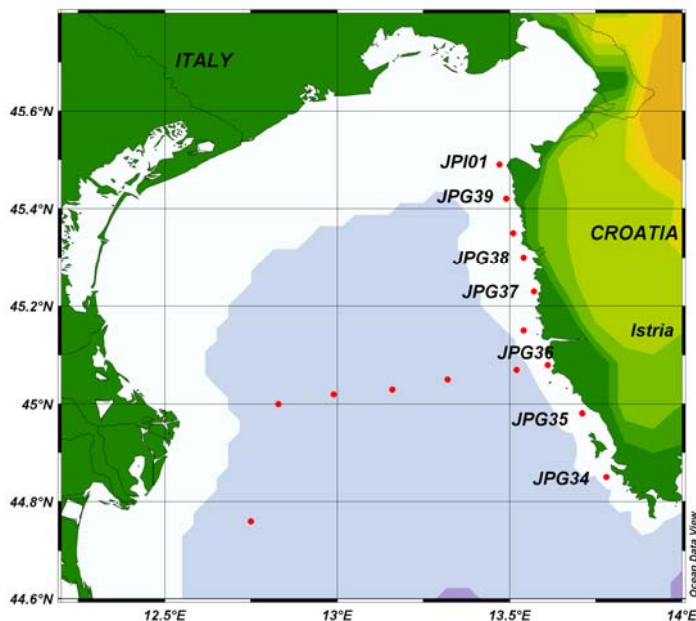 ITALY
45.6°N
JPI01
JPG39
45.4°N
CROATIA
JPG38
JPG37
45.2°N
Istria
JPG36
45°N
JPG35
JPG34
44.8°N
44.6°N
Ocean Data View
12.5°E
13°E
13.5°E
14°E